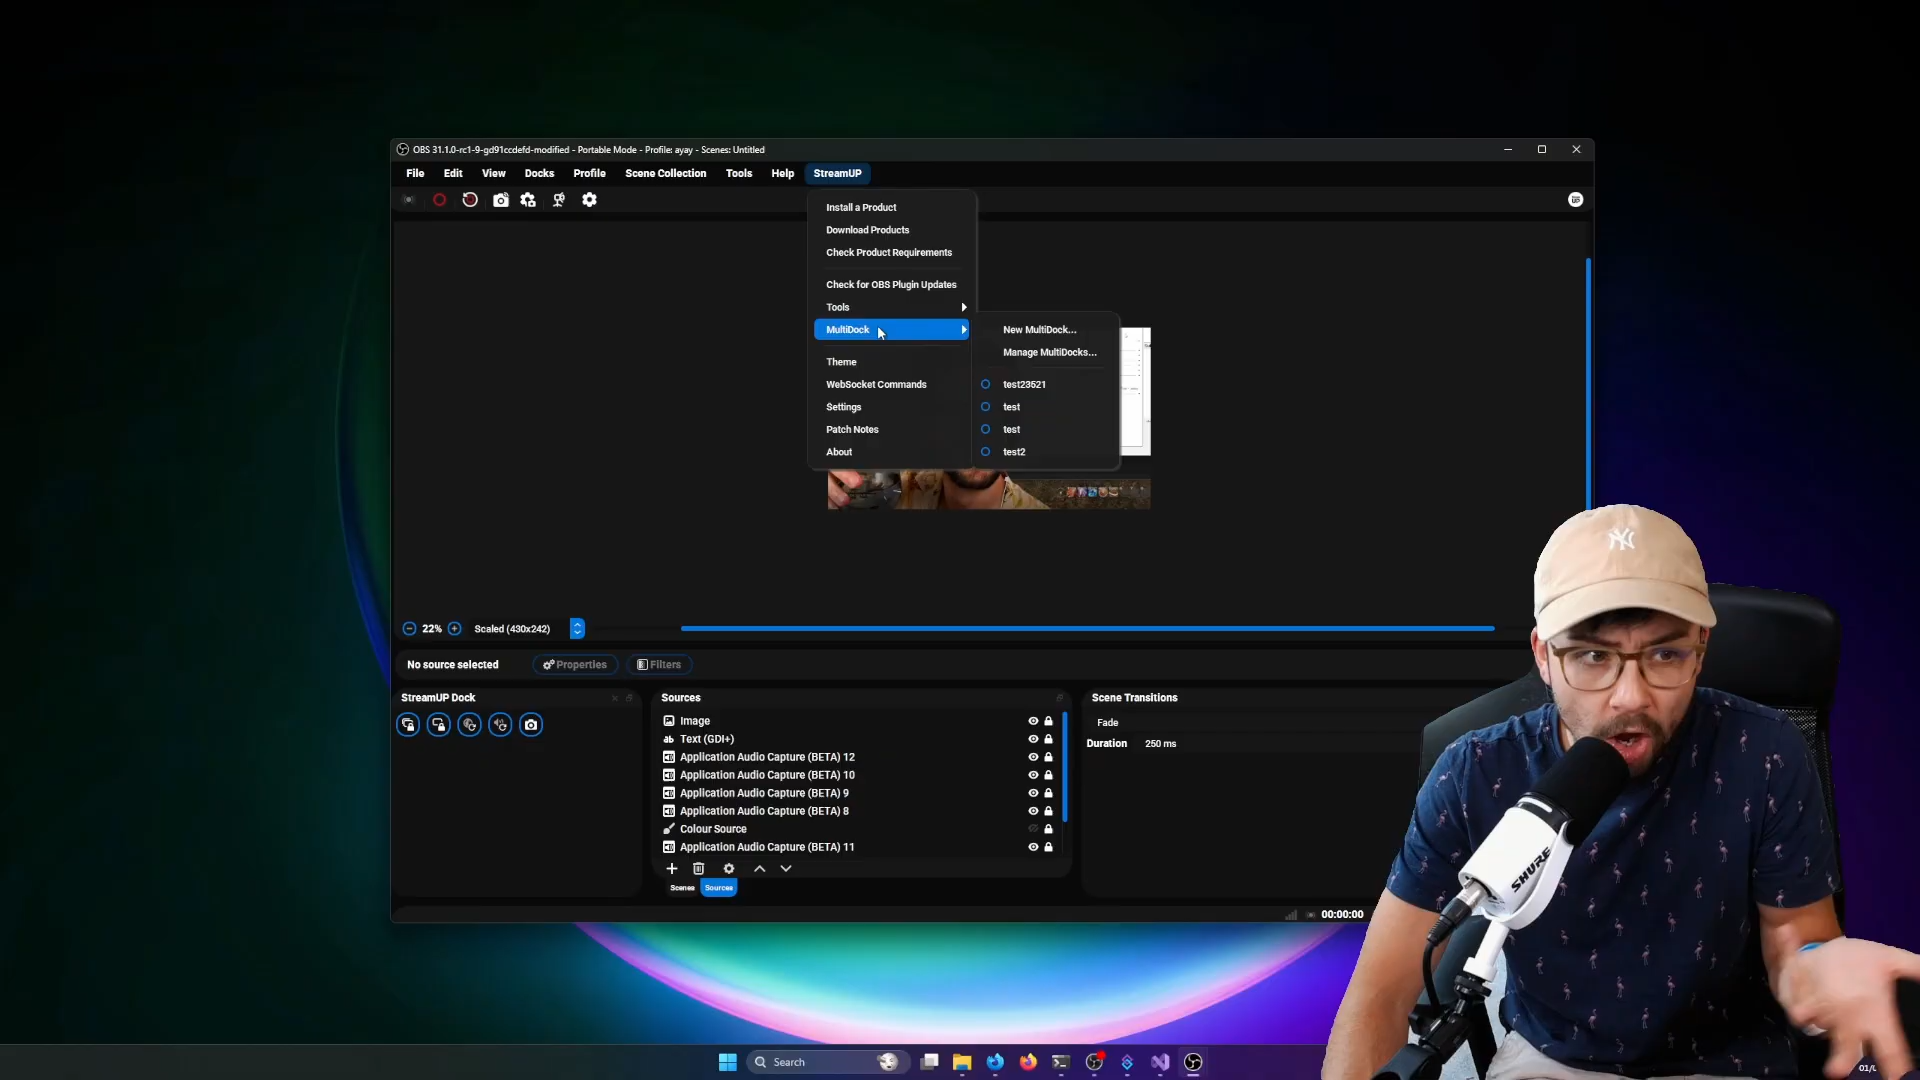 OBS 31.1.0-rc1-9-gd91ccdefd-modified - Portable Mode - Profile: ayay - Scenes: Untitled
File Edit View Docks Profile Scene Collection Tools Help StreamUP
Install a Product
Download Products
Check Product Requirements
Check for OBS Plugin Updates
Tools
MultiDock
Theme
WebSocket Commands
Settings
Patch Notes
About
New MultiDock...
Manage MultiDocks...
test23521
test
test
test2
22% Scaled (430x242)
No source selected Properties Filters
StreamUP Dock
Sources
Image
Text (GDI+)
Application Audio Capture (BETA) 12
Application Audio Capture (BETA) 10
Application Audio Capture (BETA) 9
Application Audio Capture (BETA) 8
Colour Source
Application Audio Capture (BETA) 11
Scenes Sources
Scene Transitions
Fade
Duration 250 ms
00:00:00
NY
SHURE
Search